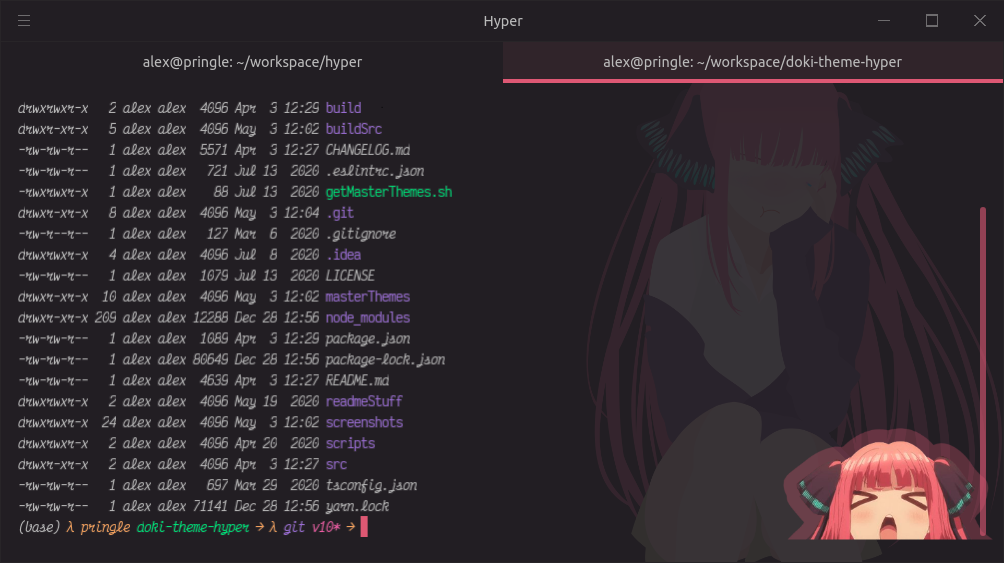 Hyper
alex@pringle: ~/workspace/hyper
alex@pringle: ~/workspace/doki-theme-hyper
drwxrwxr-x 2 alex alex 4096 Apr 3 12:29 build
drwxr-xr-x 5 alex alex 4096 May 3 12:02 buildSrc
-rw-rw-r-- 1 alex alex 5571 Apr 3 12:27 CHANGELOG.md
-rw-rw-r-- 1 alex alex 721 Jul 13 2020 .eslintrc.json
-rwxrwxr-x 1 alex alex 88 Jul 13 2020 getMasterThemes.sh
drwxr-xr-x 8 alex alex 4096 May 3 12:04 .git
-rw-r--r-- 1 alex alex 127 Mar 6 2020 .gitignore
drwxr-xr-x 4 alex alex 4096 Jul 8 2020 .idea
-rw-rw-r-- 1 alex alex 1079 Jul 13 2020 LICENSE
drwxr-xr-x 10 alex alex 4096 May 3 12:02 masterThemes
drwxr-xr-x 209 alex alex 12288 Dec 28 12:56 node_modules
-rw-rw-r-- 1 alex alex 1089 Apr 3 12:29 package.json
-rw-rw-r-- 1 alex alex 80649 Dec 28 12:56 package-lock.json
-rw-rw-r-- 1 alex alex 4639 Apr 3 12:27 README.md
drwxrwxr-x 2 alex alex 4096 May 19 2020 readmeStuff
drwxrwxr-x 24 alex alex 4096 May 3 12:02 screenshots
drwxrwxr-x 2 alex alex 4096 Apr 20 2020 scripts
drwxr-xr-x 2 alex alex 4096 Apr 3 12:27 src
-rw-rw-r-- 1 alex alex 697 Mar 29 2020 tsconfig.json
-rw-rw-r-- 1 alex alex 71141 Dec 28 12:56 yarn.lock
(base) λ pringle doki-theme-hyper → λ git v10* →